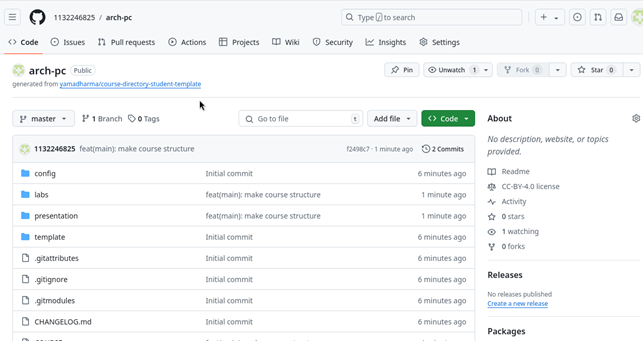 1132246825 / arch-pc
Type / to search
Code Issues Pull requests Actions Projects Wiki Security Insights Settings
arch-pc Public
Pin Unwatch 1 Fork 0 Star 0
generated from yamadharma/course-directory-student-template
master 1 Branch 0 Tags Go to file t Add file Code
1132246825 feat(main): make course structure f2498c7 · 1 minute ago 2 Commits
config Initial commit 6 minutes ago
labs feat(main): make course structure 1 minute ago
presentation feat(main): make course structure 1 minute ago
template Initial commit 6 minutes ago
.gitattributes Initial commit 6 minutes ago
.gitignore Initial commit 6 minutes ago
.gitmodules Initial commit 6 minutes ago
CHANGELOG.md Initial commit 6 minutes ago
About
No description, website, or topics
provided.
Readme
CC-BY-4.0 license
Activity
0 stars
1 watching
0 forks
Releases
No releases published
Create a new release
Packages